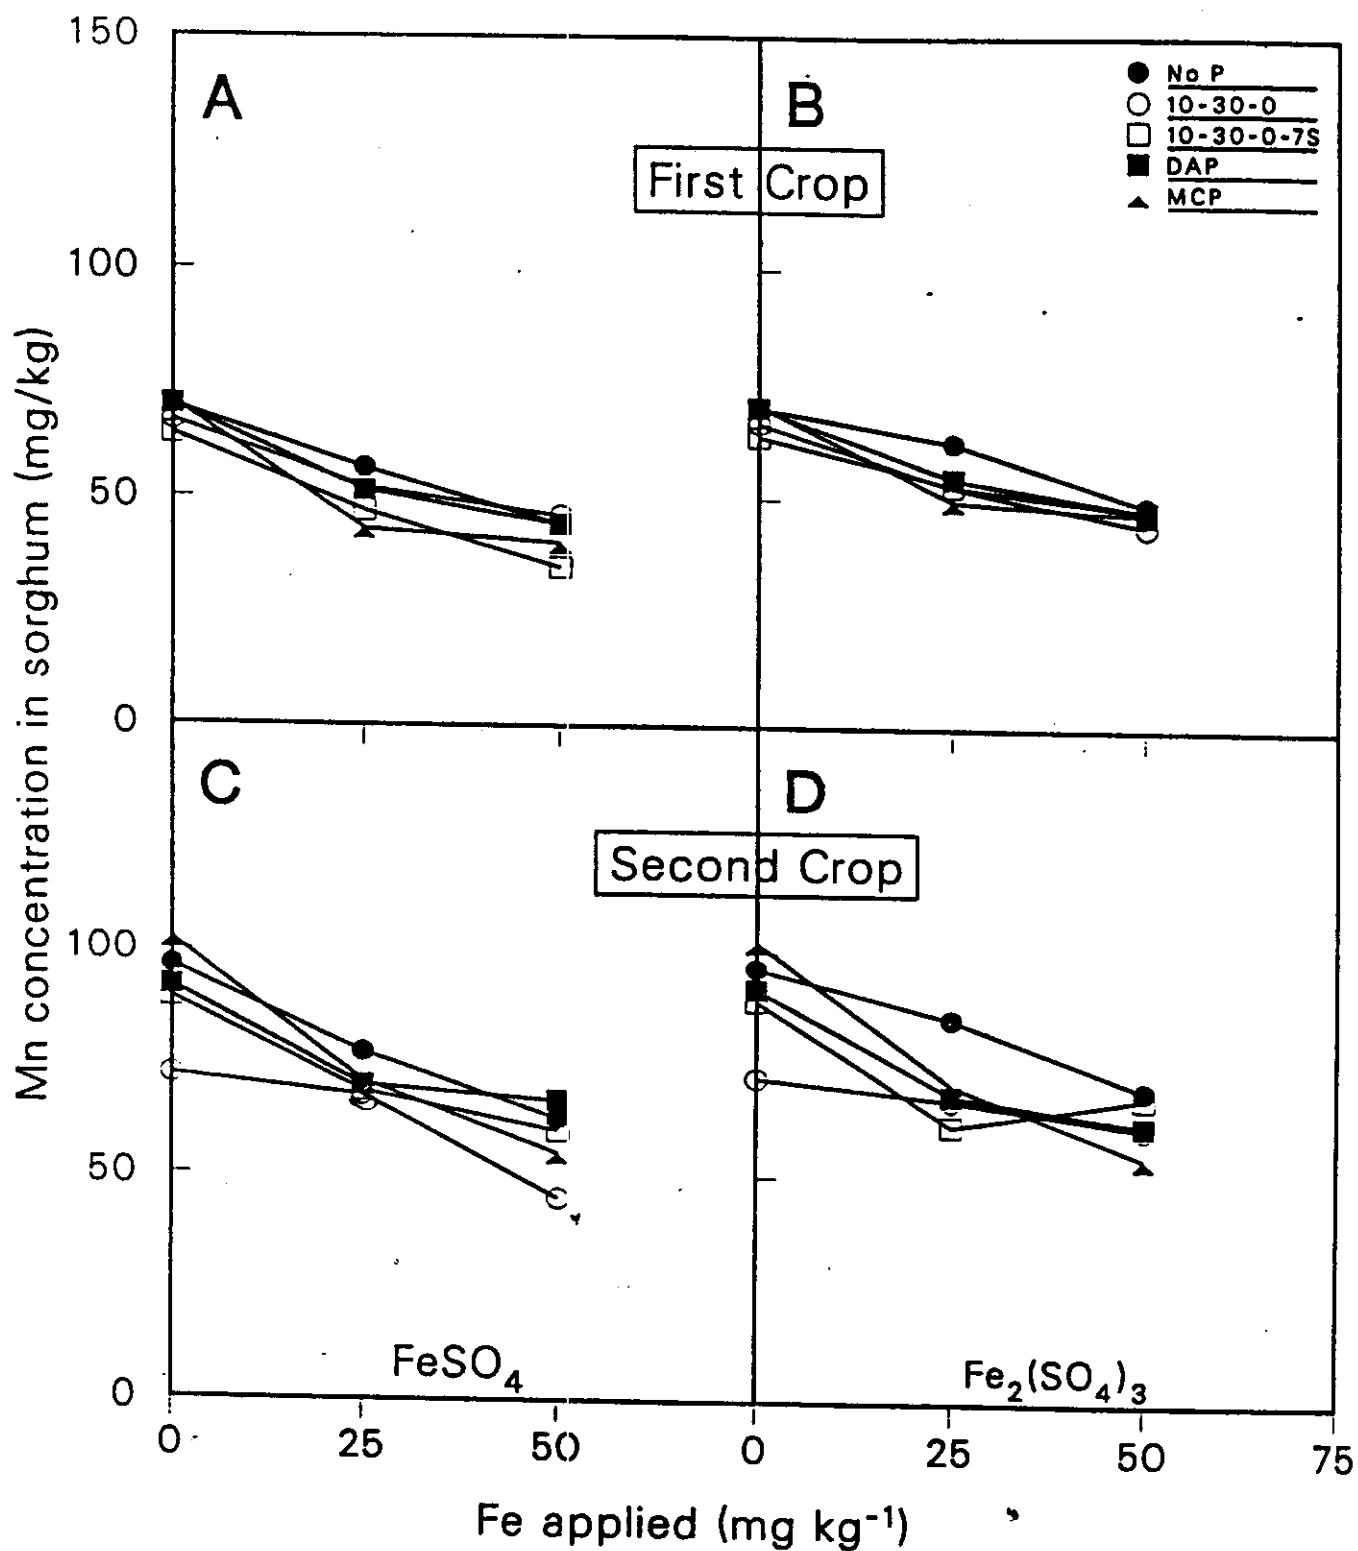 150
A
B
No P
10-30-0
10-30-0-7S
DAP
MCP
First Crop
100
50
0
C
D
Second Crop
100
50
0
FeSO₄
Fe₂(SO₄)₃
0 25 50 0 25 50 75
Fe applied (mg kg⁻¹)
Mn concentration in sorghum (mg/kg)